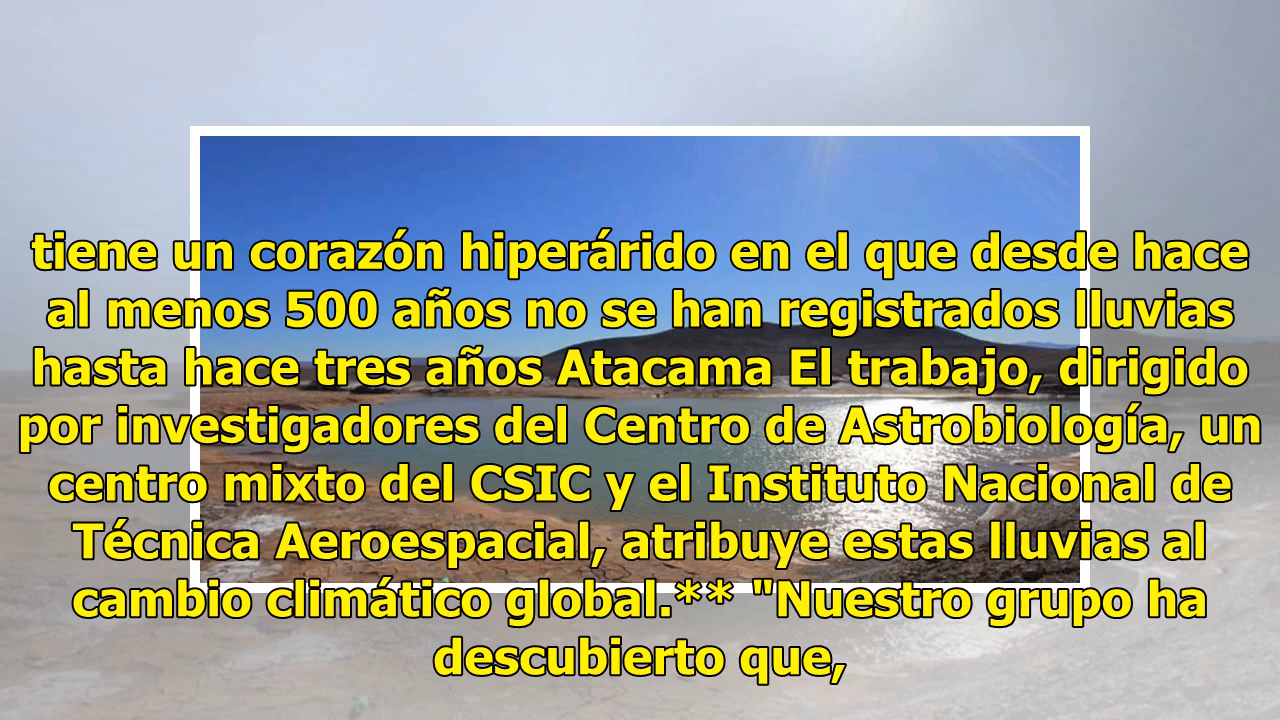 tiene un corazón hiperárido en el que desde hace
al menos 500 años no se han registrados lluvias
hasta hace tres años Atacama El trabajo, dirigido
por investigadores del Centro de Astrobiología, un
centro mixto del CSIC y el Instituto Nacional de
Técnica Aeroespacial, atribuye estas lluvias al
cambio climático global.** "Nuestro grupo ha
descubierto que,